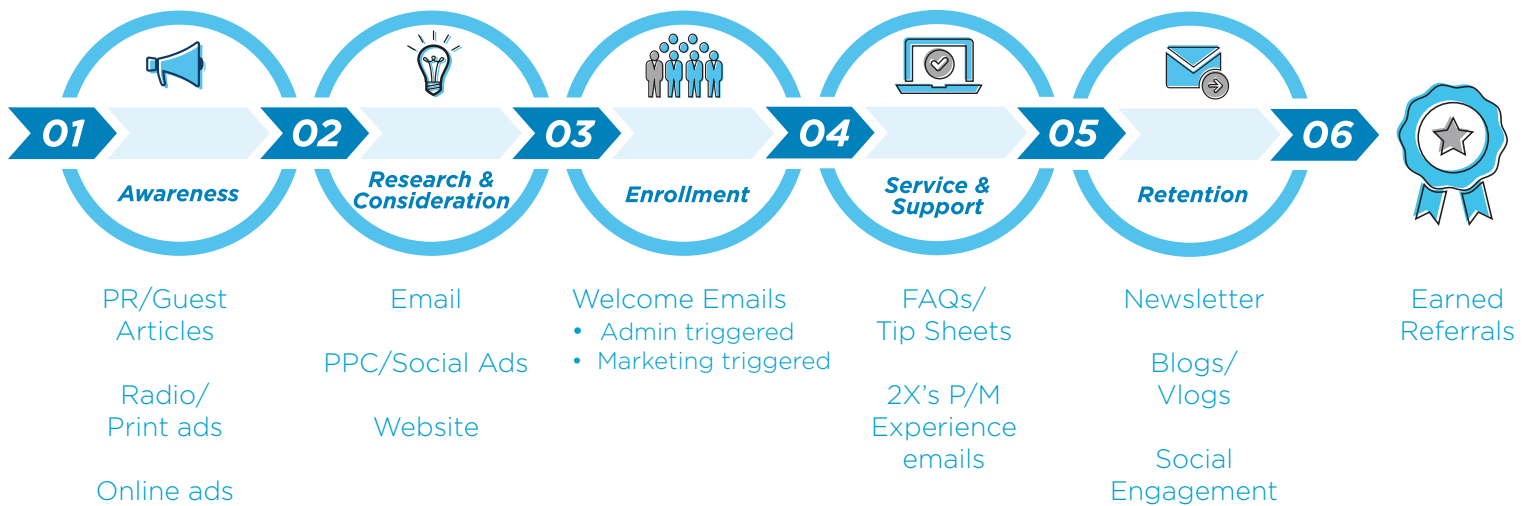 01
Awareness
02
Research &
Consideration
03
Enrollment
04
Service &
Support
05
Retention
06
PR/Guest
Articles
Radio/
Print ads
Online ads
Email
PPC/Social Ads
Website
Welcome Emails
• Admin triggered
• Marketing triggered
FAQs/
Tip Sheets
2X’s P/M
Experience
emails
Newsletter
Blogs/
Vlogs
Social
Engagement
Earned
Referrals